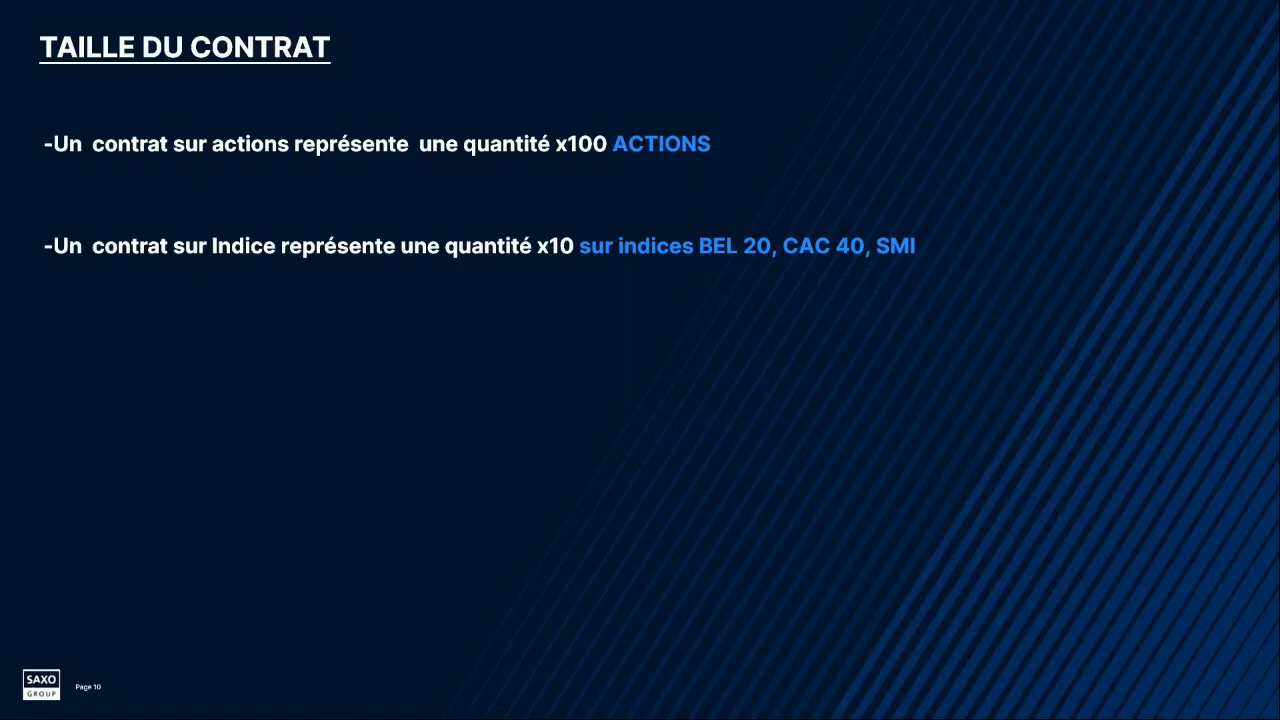 TAILLE DU CONTRAT
-Un  contrat sur actions représente  une quantité x100 ACTIONS
-Un  contrat sur Indice représente une quantité x10 sur indices BEL 20, CAC 40, SMI
SAXO
GROUP
Page 10